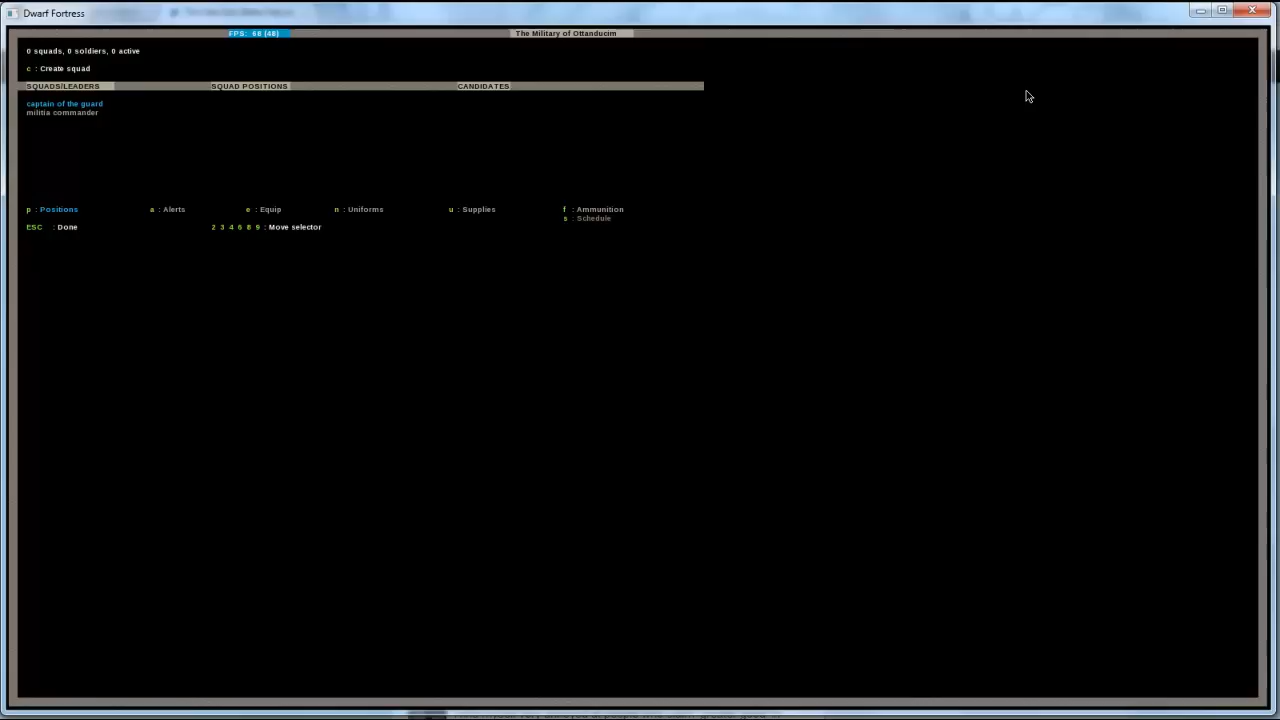 Dwarf Fortress
FPS: 68 (48)
The Military of Ottanducim
0 squads, 0 soldiers, 0 active
c : Create squad
SQUADS/LEADERS SQUAD POSITIONS CANDIDATES
captain of the guard
militia commander
p : Positions a : Alerts e : Equip n : Uniforms u : Supplies f : Ammunition
s : Schedule
ESC : Done 2 3 4 6 8 9 : Move selector